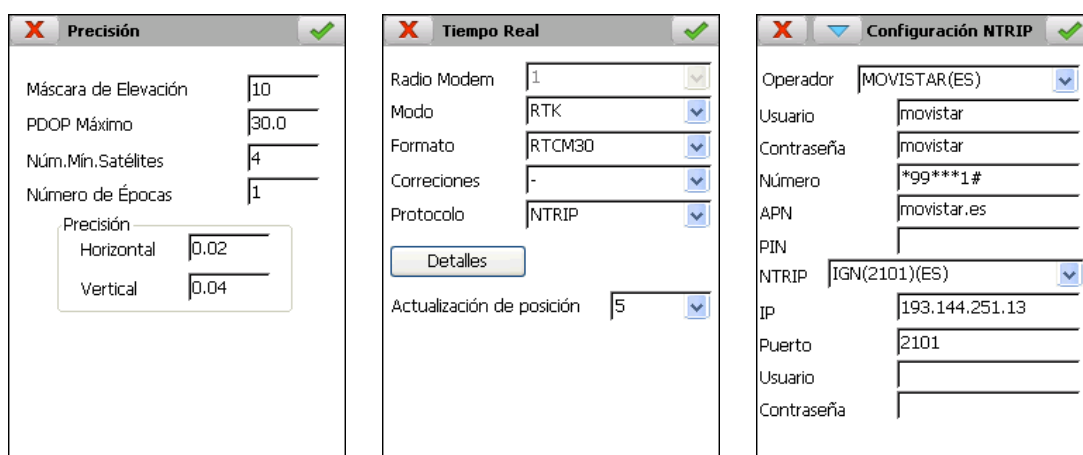 X Precisión
Máscara de Elevación 10
PDOP Máximo 30.0
Núm.Mín.Satélites 4
Número de Épocas 1
Precisión
Horizontal 0.02
Vertical 0.04
X Tiempo Real
Radio Modem 1
Modo RTK
Formato RTCM30
Correciones -
Protocolo NTRIP
Detalles
Actualización de posición 5
X Configuración NTRIP
Operador MOVISTAR(ES)
Usuario movistar
Contraseña movistar
Número *99***1#
APN movistar.es
PIN
NTRIP IGN(2101)(ES)
IP 193.144.251.13
Puerto 2101
Usuario
Contraseña